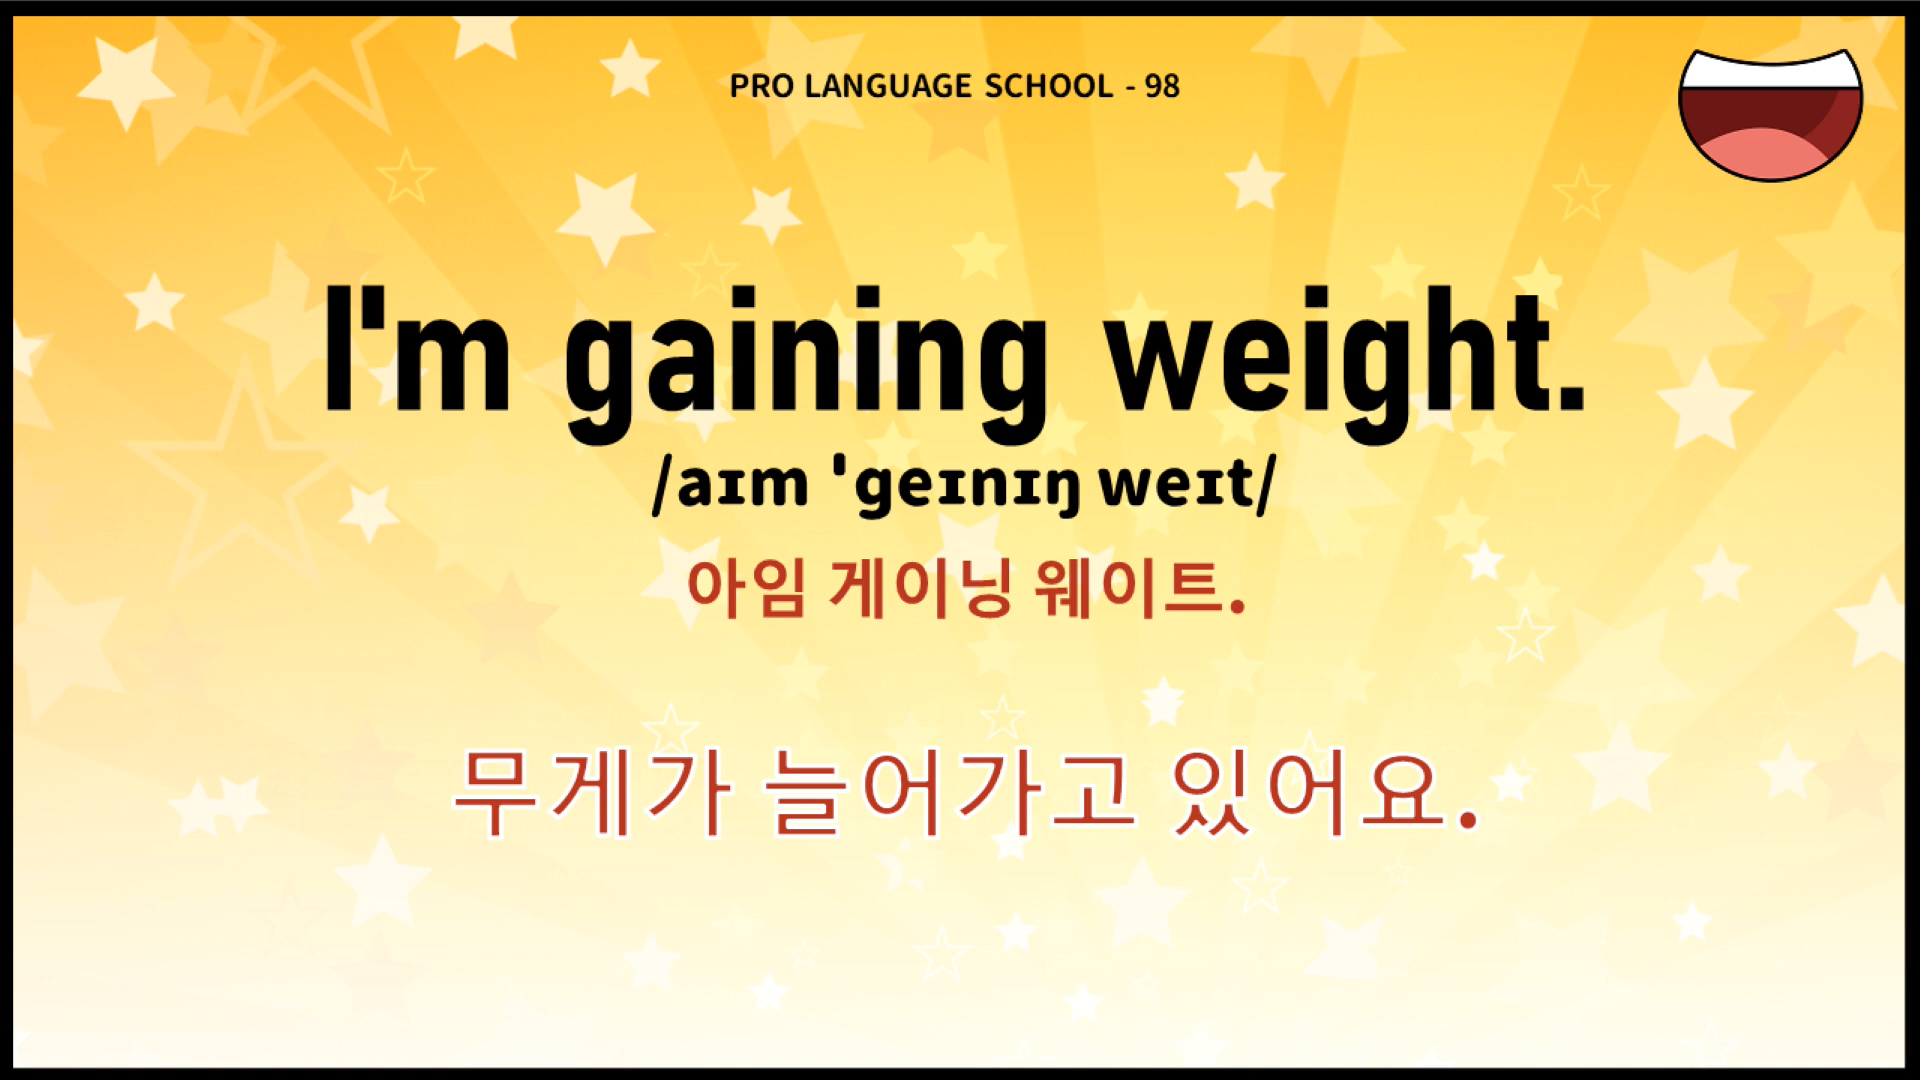 PRO LANGUAGE SCHOOL - 98
I'm gaining weight.
/aɪm ˈgeɪnɪŋ weɪt/
아임 게이닝 웨이트.
무게가 늘어가고 있어요.